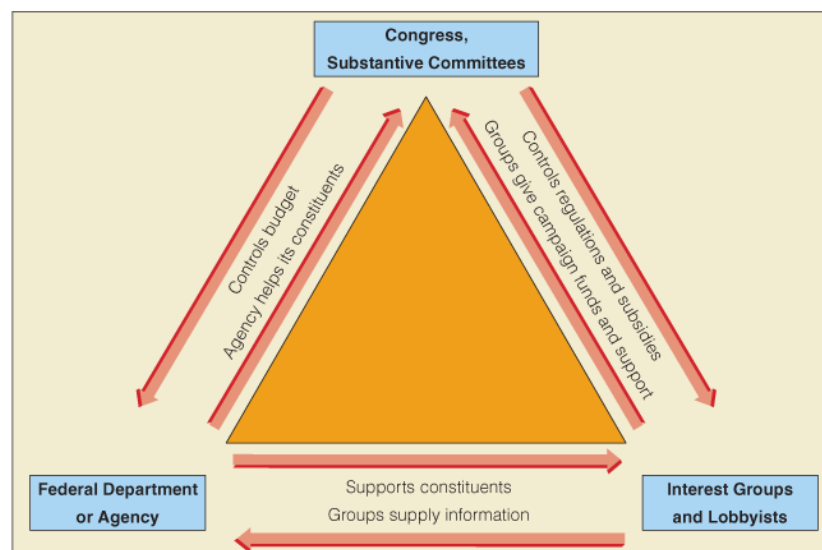 Congress,
Substantive Committees
Controls budget
Agency helps its constituents
Groups give campaign funds and support
Controls regulations and subsidies
Federal Department
or Agency
Supports constituents
Groups supply information
Interest Groups
and Lobbyists